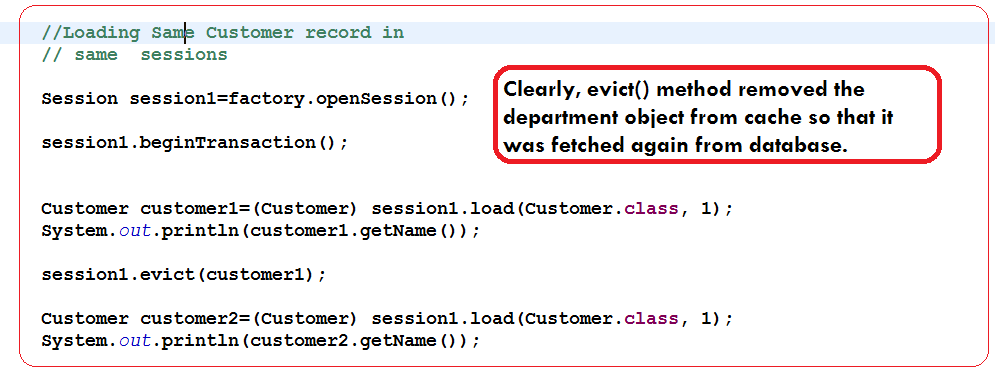 //Loading Same Customer record in
// same  sessions
Session session1=factory.openSession();
Clearly, evict() method removed the
department object from cache so that it
was fetched again from database.
session1.beginTransaction();
Customer customer1=(Customer) session1.load(Customer.class, 1);
System.out.println(customer1.getName());
session1.evict(customer1);
Customer customer2=(Customer) session1.load(Customer.class, 1);
System.out.println(customer2.getName());